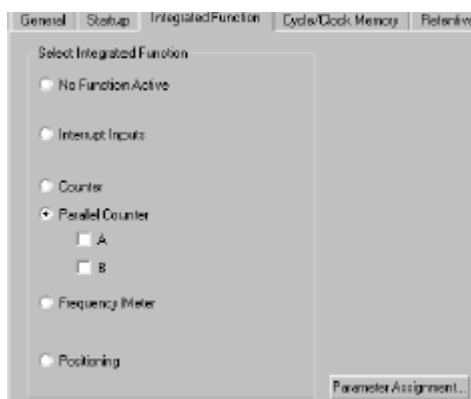 General Startup Integrated Function Cycle/Clock Memory Retentive
Select Integrated Function
No Function Active
Interrupt Inputs
Counter
Parallel Counter
A
B
Frequency Meter
Positioning
Parameter Assignment...